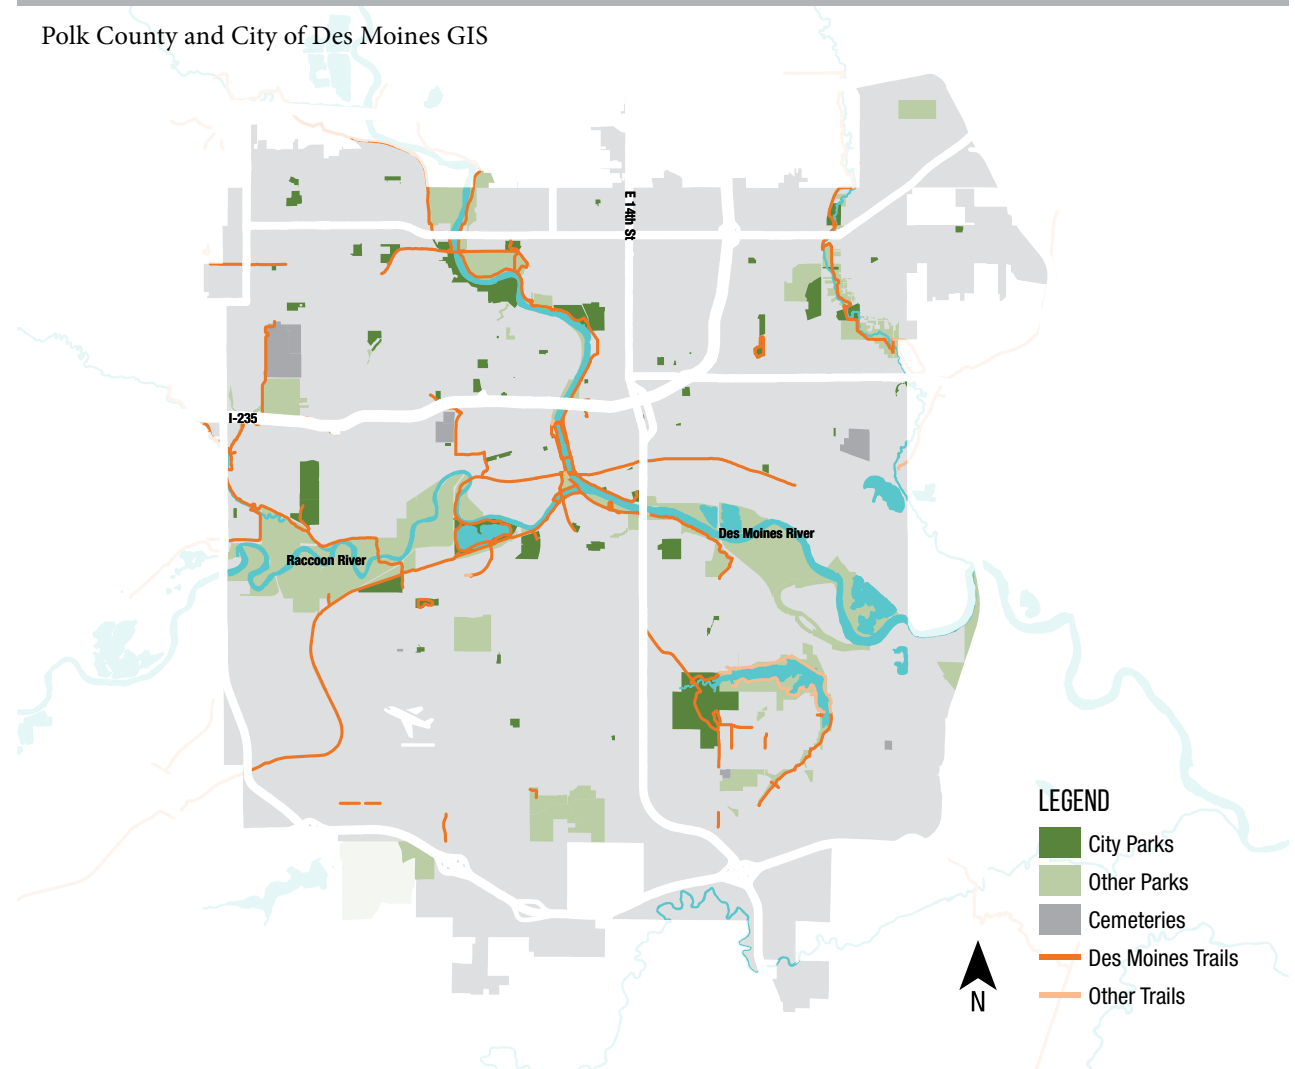 Polk County and City of Des Moines GIS
E 14th St
I-235
Des Moines River
Raccoon River
LEGEND
City Parks
Other Parks
Cemeteries
Des Moines Trails
Other Trails
N